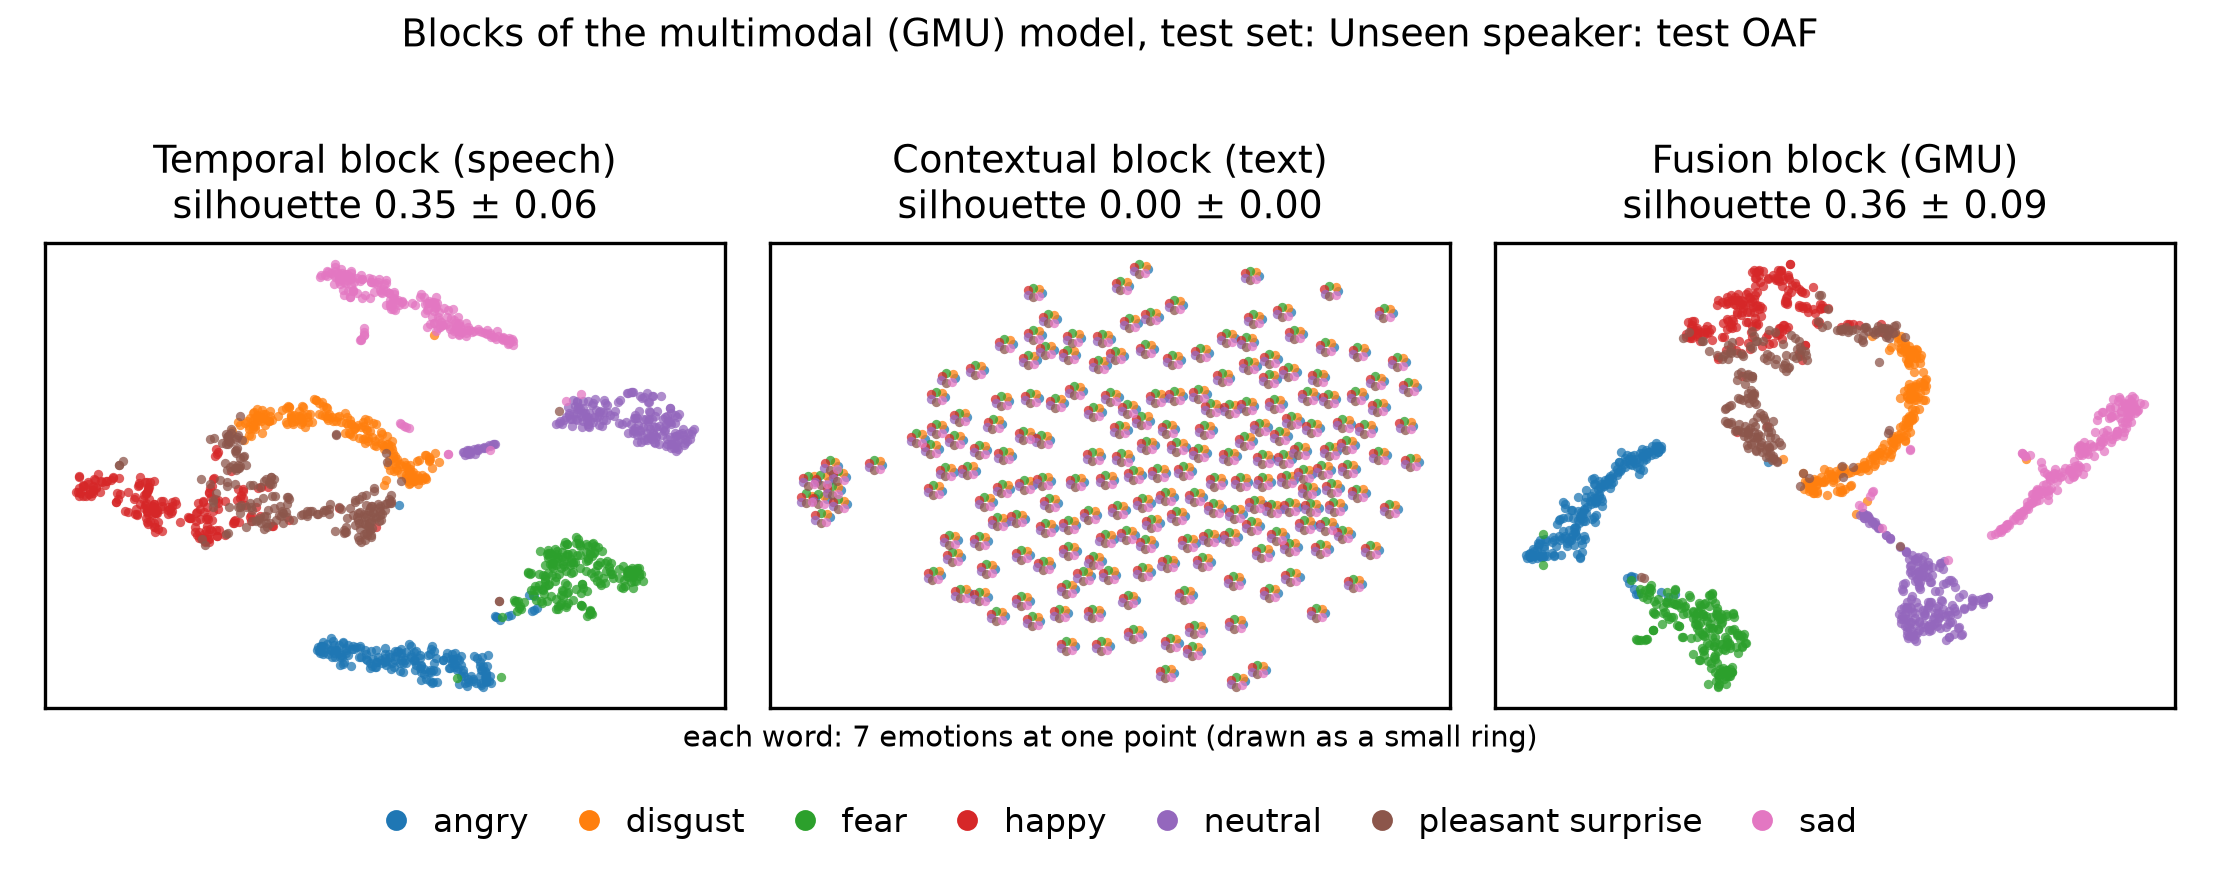 Blocks of the multimodal (GMU) model, test set: Unseen speaker: test OAF
Temporal block (speech)
silhouette 0.35 ± 0.06
Contextual block (text)
silhouette 0.00 ± 0.00
Fusion block (GMU)
silhouette 0.36 ± 0.09
each word: 7 emotions at one point (drawn as a small ring)
angry
disgust
fear
happy
neutral
pleasant surprise
sad